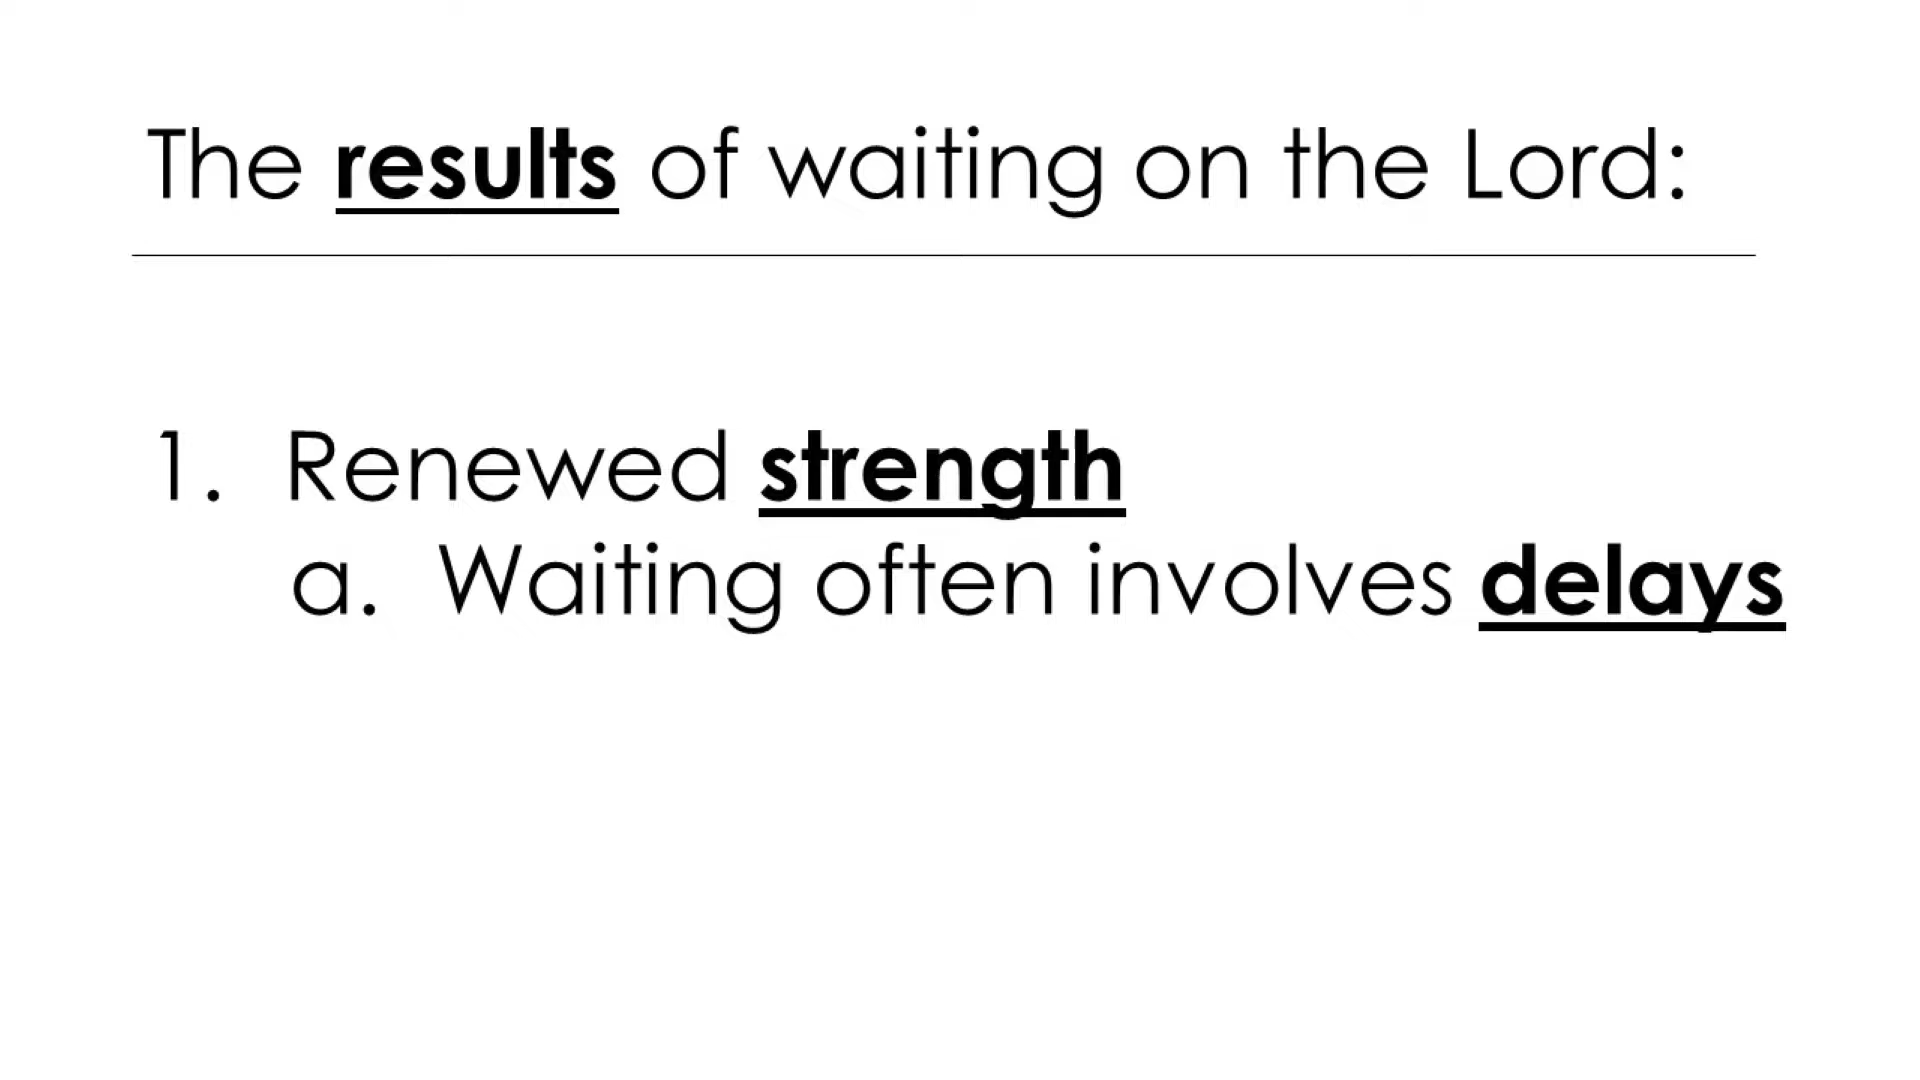 The results of waiting on the Lord:
1. Renewed strength
a. Waiting often involves delays